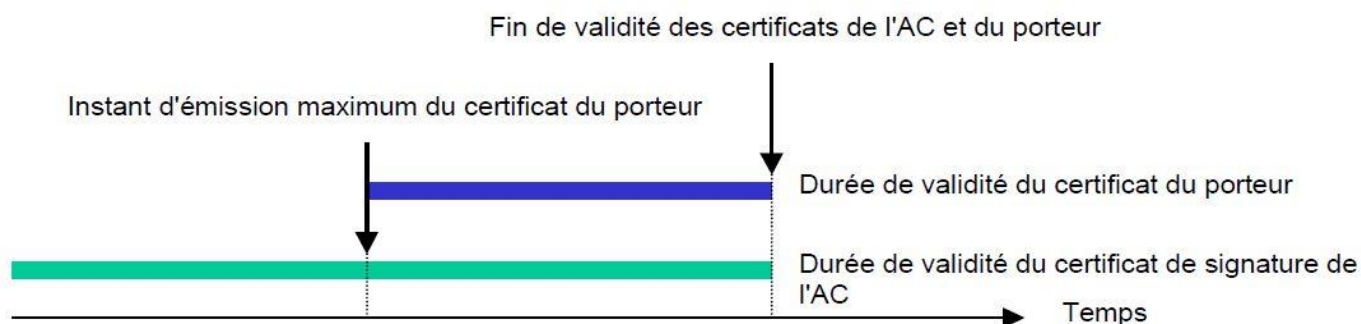 Fin de validité des certificats de l'AC et du porteur
Instant d'émission maximum du certificat du porteur
Durée de validité du certificat du porteur
Durée de validité du certificat de signature de
l'AC
Temps